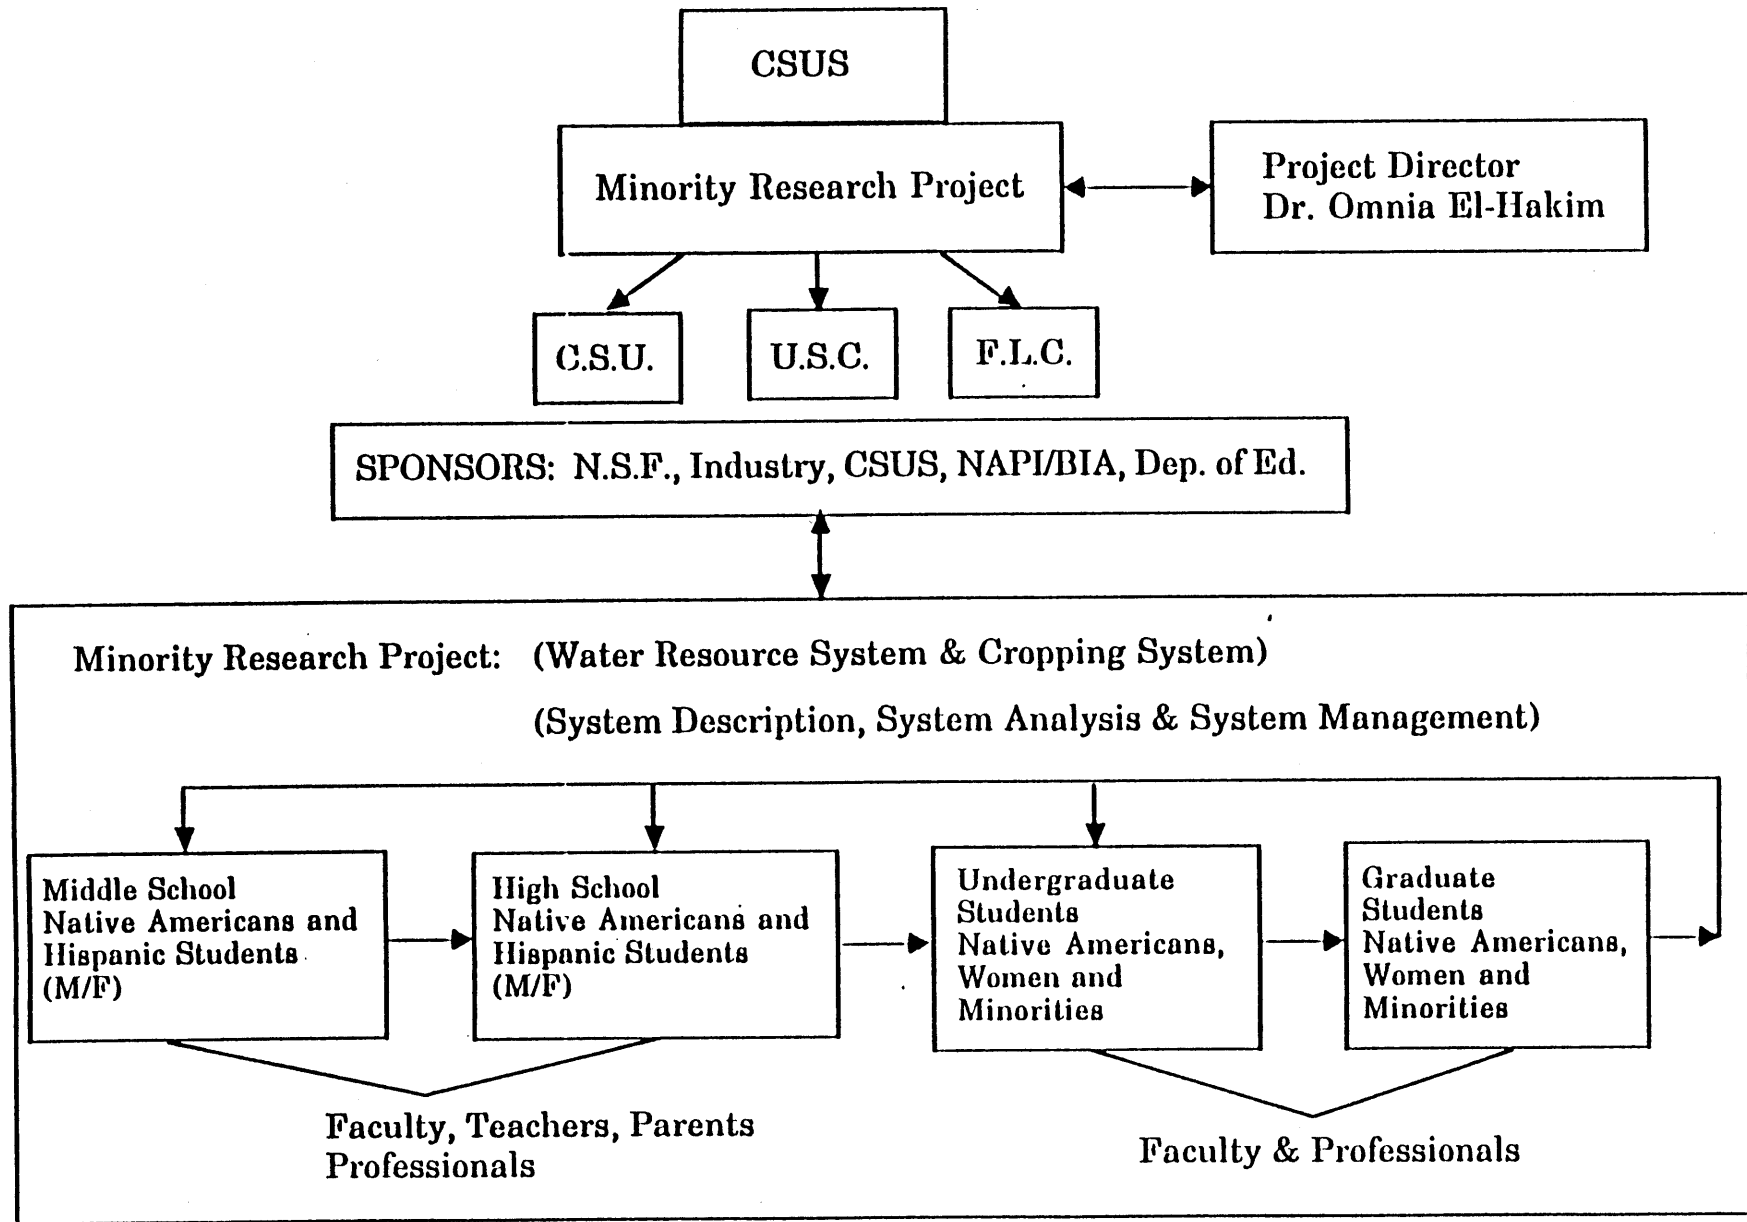 CSUS
Minority Research Project
Project Director
Dr. Omnia El-Hakim
C.S.U.
U.S.C.
F.L.C.
SPONSORS: N.S.F., Industry, CSUS, NAPI/BIA, Dep. of Ed.
Minority Research Project: (Water Resource System & Cropping System)
(System Description, System Analysis & System Management)
Middle School
Native Americans and
Hispanic Students
(M/F)
High School
Native Americans and
Hispanic Students
(M/F)
Undergraduate
Students
Native Americans,
Women and
Minorities
Graduate
Students
Native Americans,
Women and
Minorities
Faculty, Teachers, Parents
Professionals
Faculty & Professionals